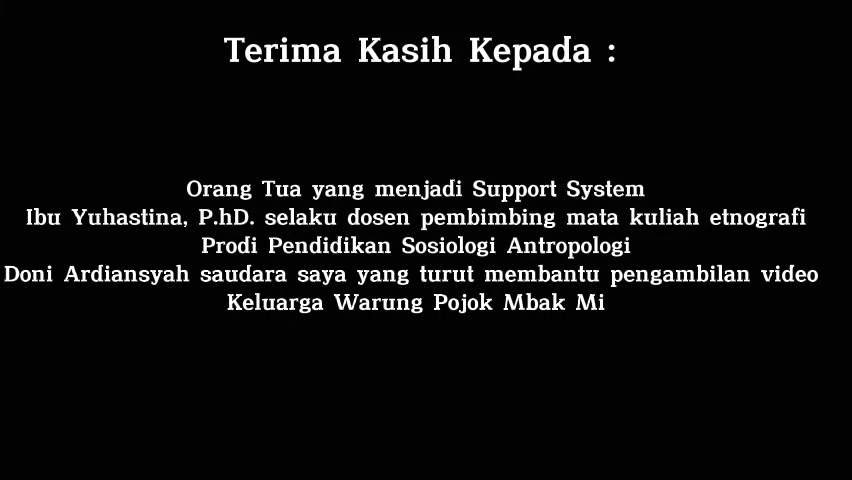 Terima Kasih Kepada :
Orang Tua yang menjadi Support System
Ibu Yuhastina, P.hD. selaku dosen pembimbing mata kuliah etnografi
Prodi Pendidikan Sosiologi Antropologi
Doni Ardiansyah saudara saya yang turut membantu pengambilan video
Keluarga Warung Pojok Mbak Mi